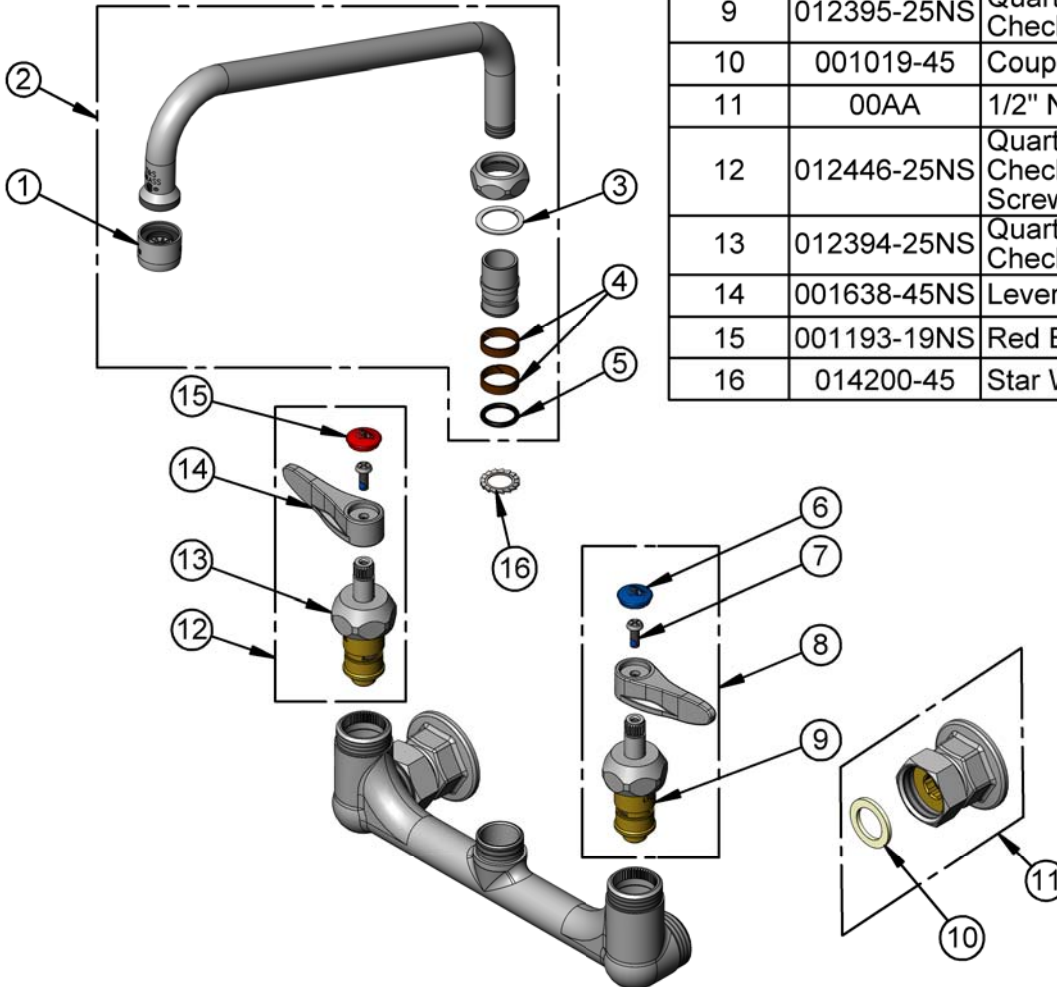 9 012395-25NS Quart
Check
10 001019-45 Coup
11 00AA 1/2" N
12 012446-25NS Quart
Check
Screw
13 012394-25NS Quart
Check
14 001638-45NS Lever
15 001193-19NS Red B
16 014200-45 Star W
2
1
3
4
5
15
14
16
13
12
6
7
8
9
11
10